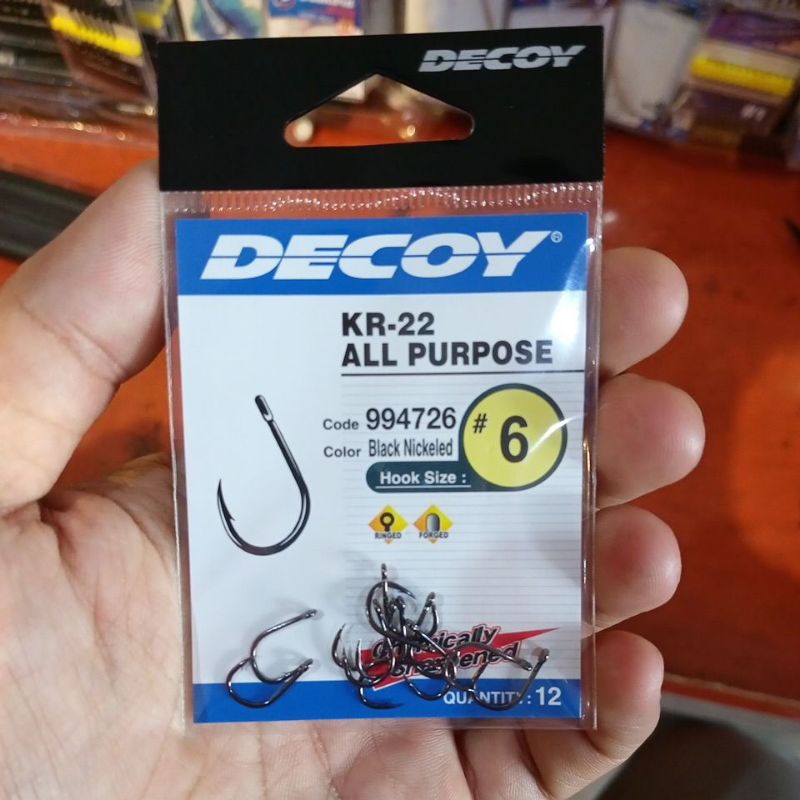 DECOY
DECOY®
KR-22
ALL PURPOSE
Code 994726
Color Black Nickeled
# 6
Hook Size :
RINGED FORGED
QUANTITY: 12